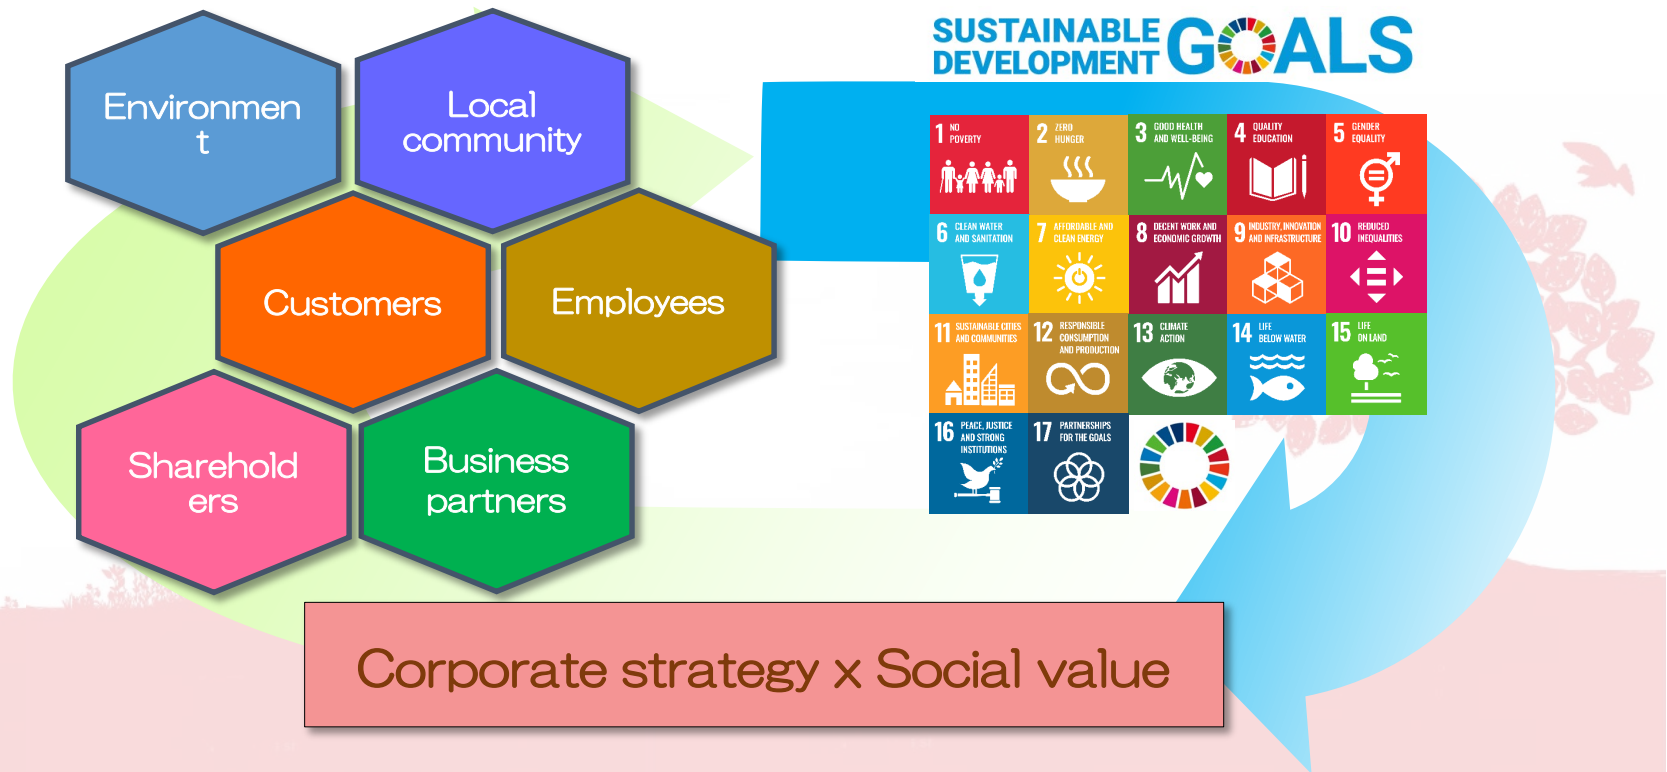 Environmen
t
Local
community
Customers
Employees
Sharehold
ers
Business
partners
SUSTAINABLE
DEVELOPMENT
GOALS
1 NO
POVERTY
2 ZERO
HUNGER
3 GOOD HEALTH
AND WELL-BEING
4 QUALITY
EDUCATION
5 GENDER
EQUALITY
6 CLEAN WATER
AND SANITATION
7 AFFORDABLE AND
CLEAN ENERGY
8 DECENT WORK AND
ECONOMIC GROWTH
9 INDUSTRY, INNOVATION
AND INFRASTRUCTURE
10 REDUCED
INEQUALITIES
11 SUSTAINABLE CITIES
AND COMMUNITIES
12 RESPONSIBLE
CONSUMPTION
AND PRODUCTION
13 CLIMATE
ACTION
14 LIFE
BELOW WATER
15 LIFE
ON LAND
16 PEACE, JUSTICE
AND STRONG
INSTITUTIONS
17 PARTNERSHIPS
FOR THE GOALS
Corporate strategy x Social value